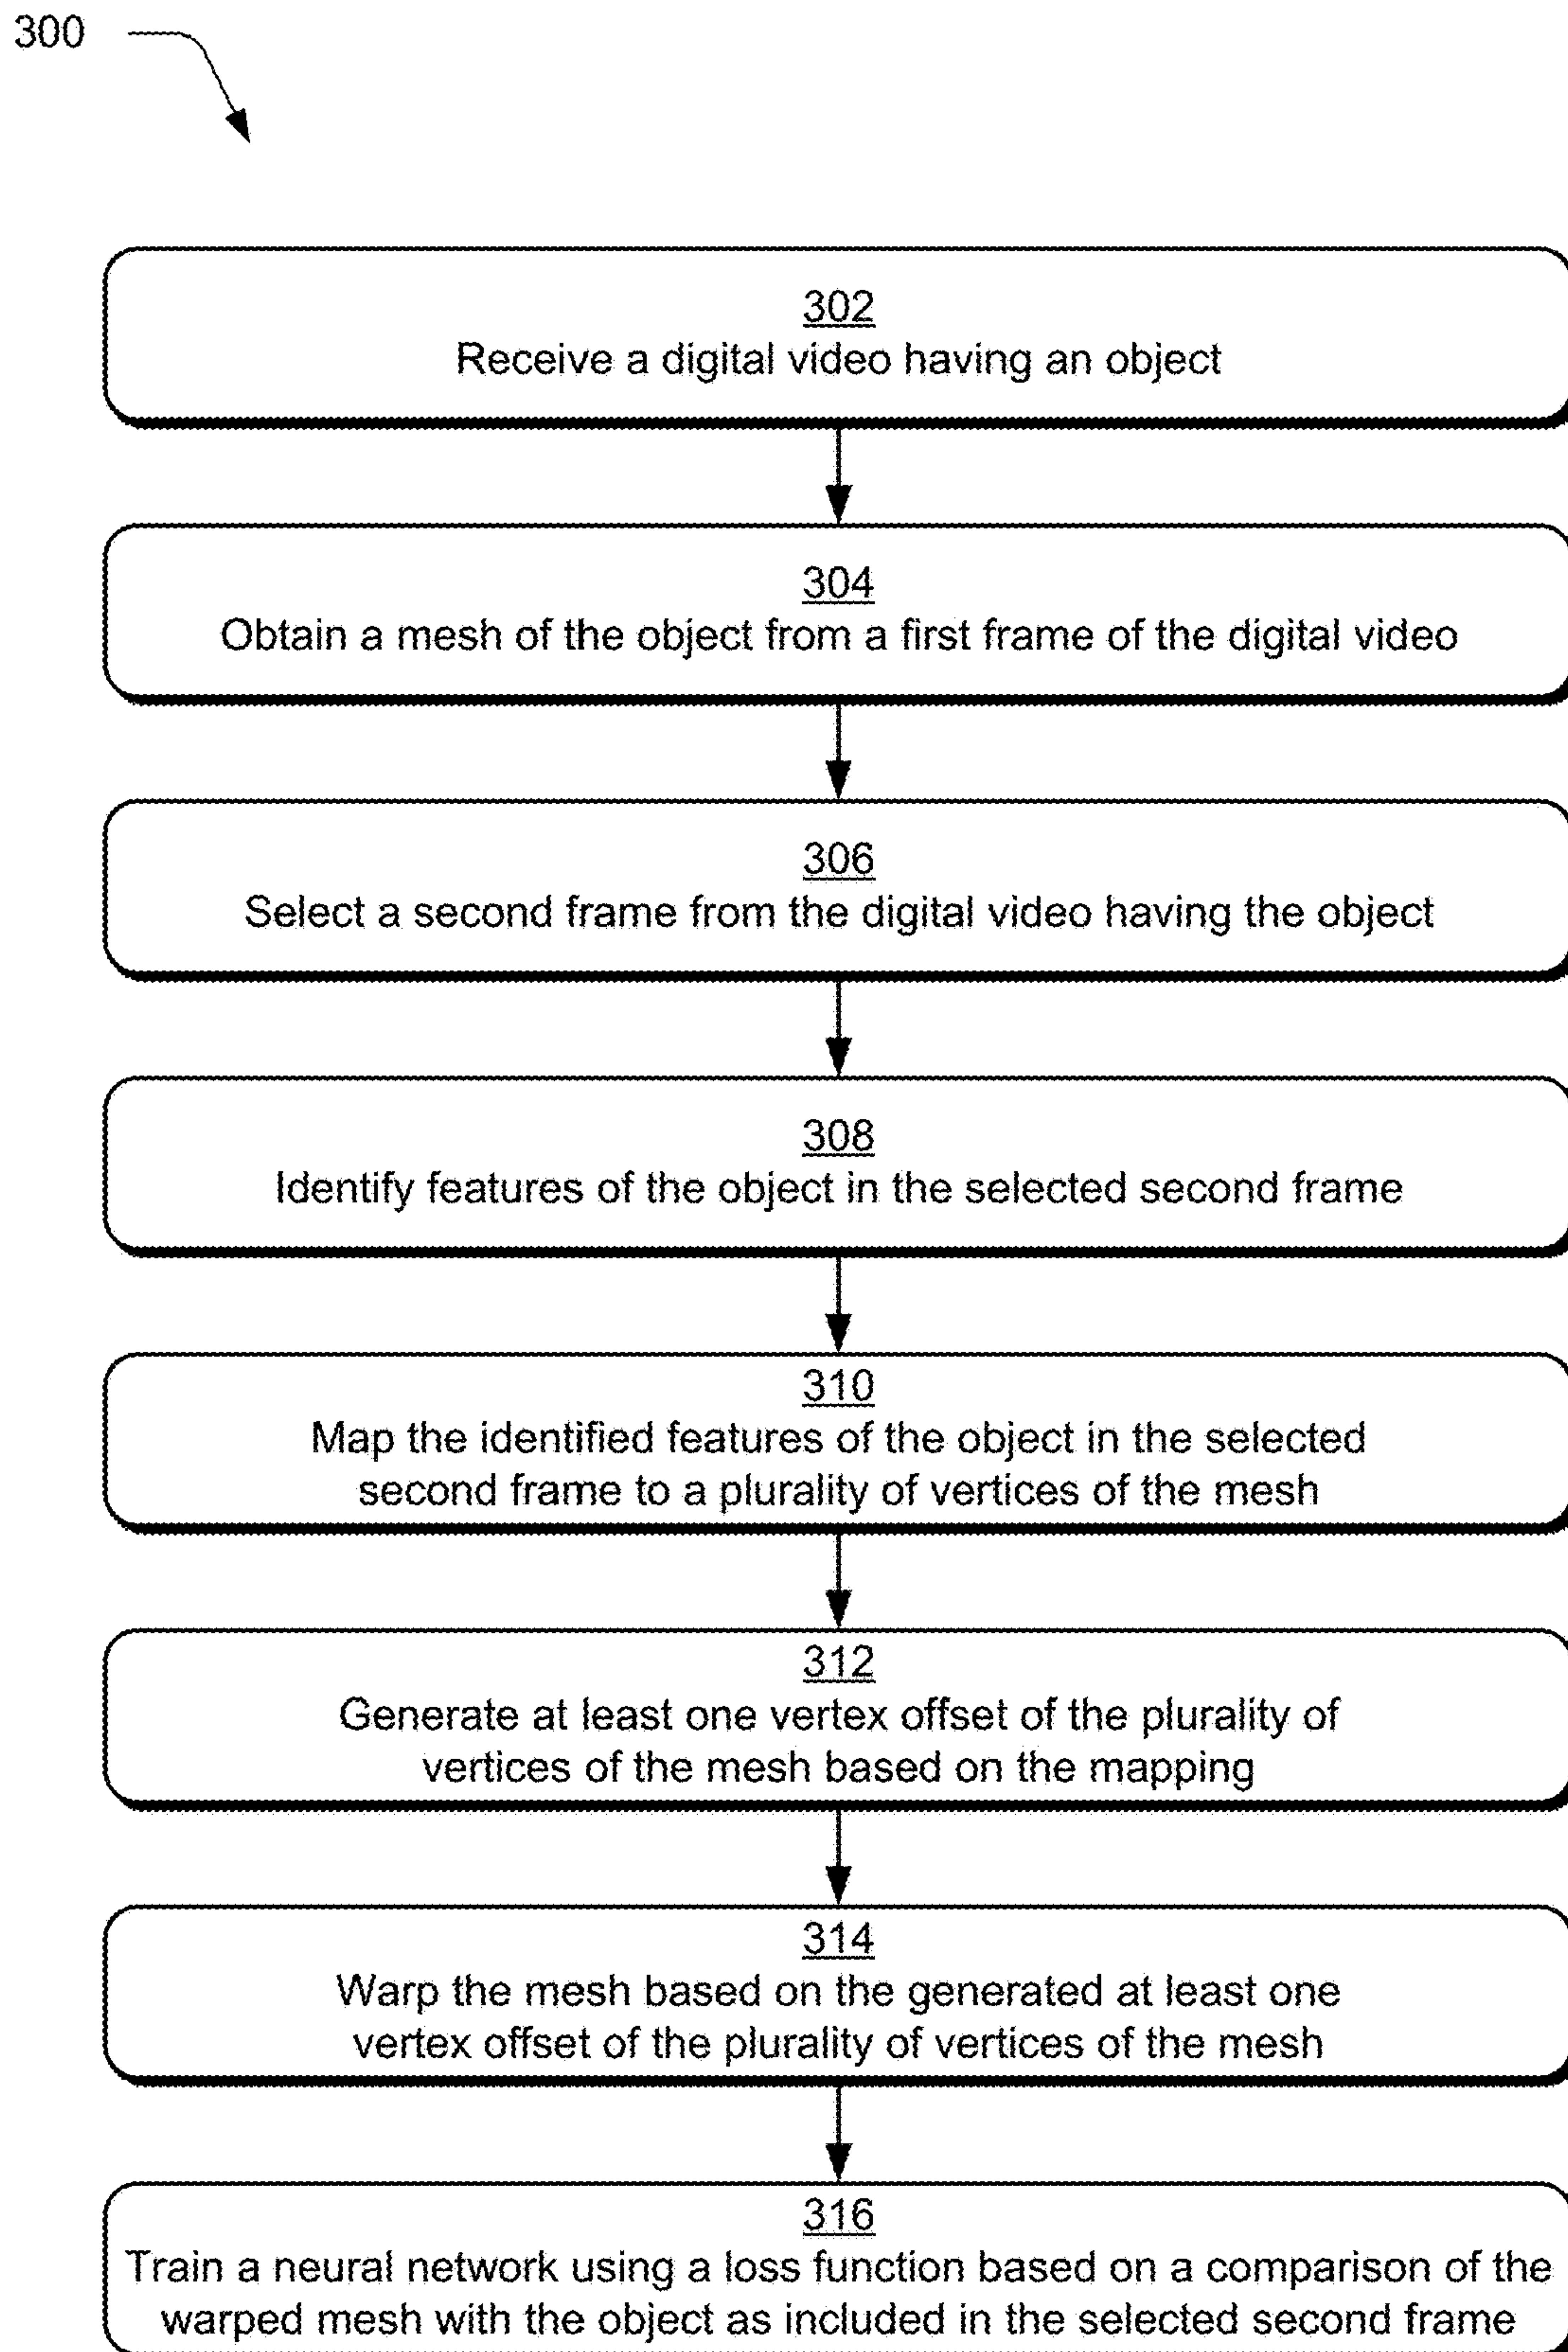 300
302
Receive a digital video having an object
304
Obtain a mesh of the object from a first frame of the digital video
306
Select a second frame from the digital video having the object
308
Identify features of the object in the selected second frame
310
Map the identified features of the object in the selected
second frame to a plurality of vertices of the mesh
312
Generate at least one vertex offset of the plurality of
vertices of the mesh based on the mapping
314
Warp the mesh based on the generated at least one
vertex offset of the plurality of vertices of the mesh
316
Train a neural network using a loss function based on a comparison of the
warped mesh with the object as included in the selected second frame